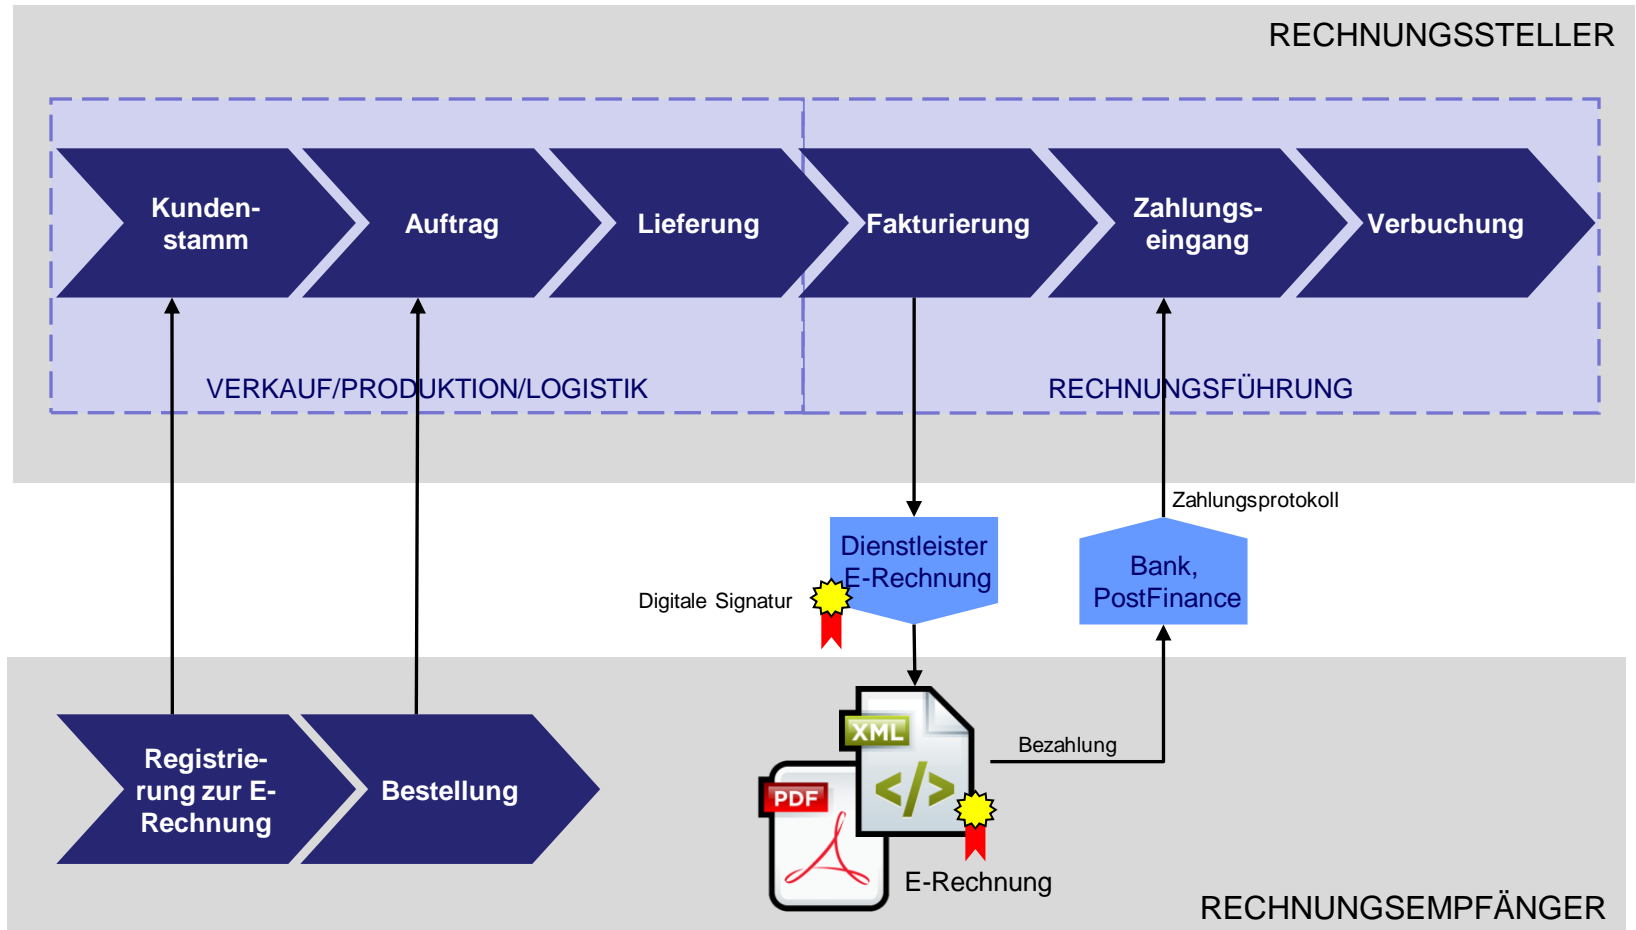 RECHNUNGSSTELLER
Kunden-
stamm
Auftrag
Lieferung
Fakturierung
Zahlungs-
eingang
Verbuchung
VERKAUF/PRODUKTION/LOGISTIK
RECHNUNGSFÜHRUNG
Zahlungsprotokoll
Dienstleister
E-Rechnung
Bank,
PostFinance
Digitale Signatur
Registrie-
rung zur E-
Rechnung
Bestellung
XML
</>
PDF
Bezahlung
E-Rechnung
RECHNUNGSEMPFÄNGER